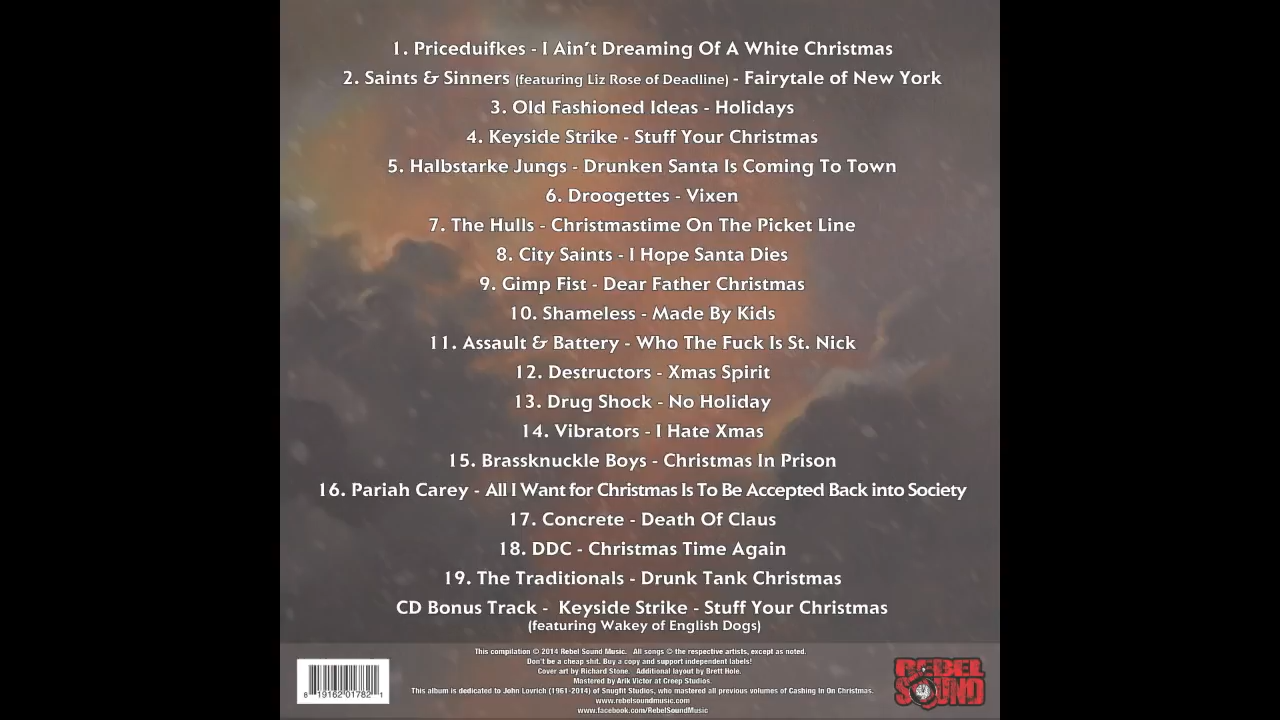 1. Priceduifkes - I Ain't Dreaming Of A White Christmas
2. Saints & Sinners (featuring Liz Rose of Deadline) - Fairytale of New York
3. Old Fashioned Ideas - Holidays
4. Keyside Strike - Stuff Your Christmas
5. Halbstarke Jungs - Drunken Santa Is Coming To Town
6. Droogettes - Vixen
7. The Hulls - Christmastime On The Picket Line
8. City Saints - I Hope Santa Dies
9. Gimp Fist - Dear Father Christmas
10. Shameless - Made By Kids
11. Assault & Battery - Who The Fuck Is St. Nick
12. Destructors - Xmas Spirit
13. Drug Shock - No Holiday
14. Vibrators - I Hate Xmas
15. Brassknuckle Boys - Christmas In Prison
16. Pariah Carey - All I Want for Christmas Is To Be Accepted Back into Society
17. Concrete - Death Of Claus
18. DDC - Christmas Time Again
19. The Traditionals - Drunk Tank Christmas
CD Bonus Track - Keyside Strike - Stuff Your Christmas
(featuring Wakey of English Dogs)
This compilation © 2014 Rebel Sound Music. All songs © the respective artists, except as noted.
Don't be a cheap shit. Buy a copy and support independent labels!
Cover art by Richard Stone. Additional layout by Brett Hole.
Mastered by Arik Victor at Creep Studios.
This album is dedicated to John Lovrich (1961-2014) of Snugfit Studios, who mastered all previous volumes of Cashing In On Christmas.
www.rebelsoundmusic.com
www.facebook.com/RebelSoundMusic
8 19162 01782 1
REBEL
SOUND